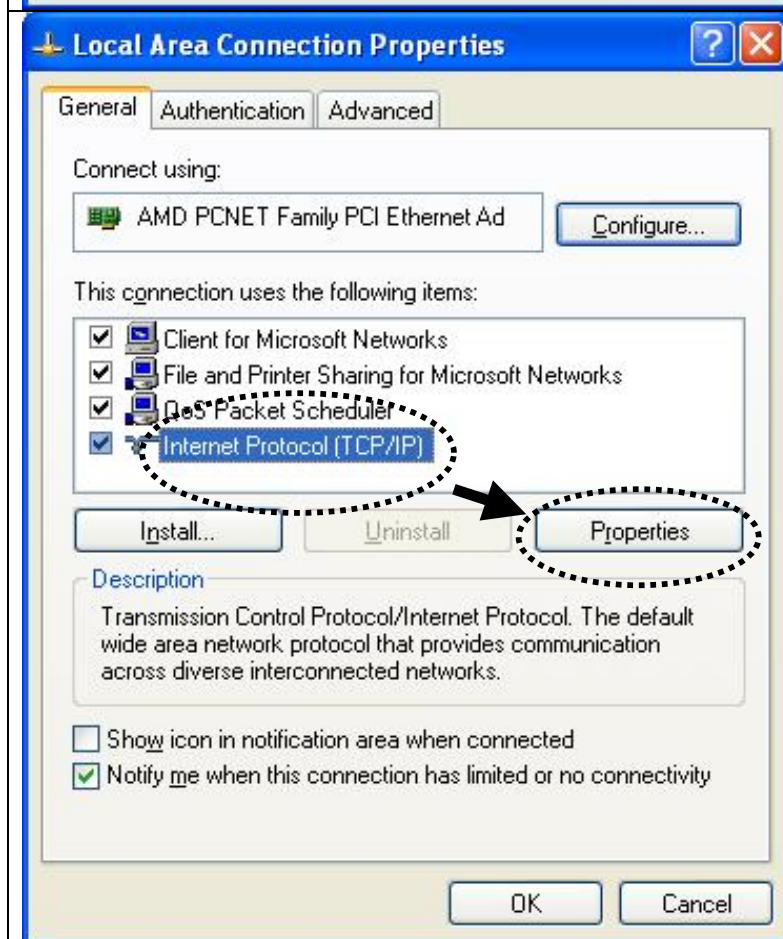 Local Area Connection Properties
General Authentication Advanced
Connect using:
AMD PCNET Family PCI Ethernet Ad Configure...
This connection uses the following items:
Client for Microsoft Networks
File and Printer Sharing for Microsoft Networks
QoS Packet Scheduler
Internet Protocol (TCP/IP)
Install... Uninstall Properties
Description
Transmission Control Protocol/Internet Protocol. The default
wide area network protocol that provides communication
across diverse interconnected networks.
Show icon in notification area when connected
Notify me when this connection has limited or no connectivity
OK Cancel